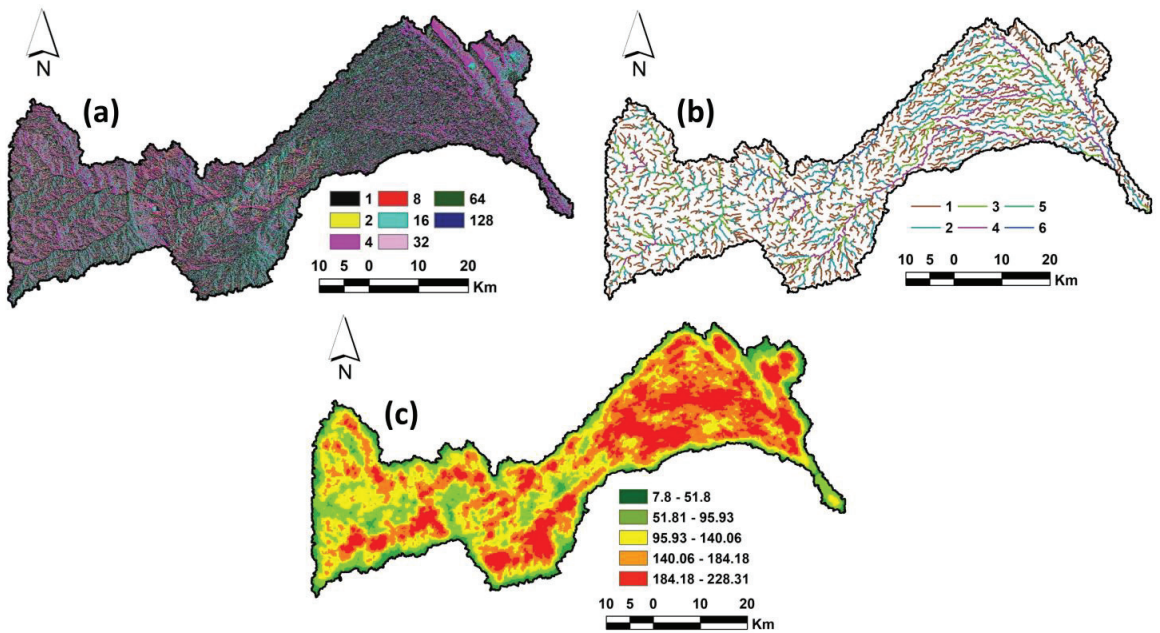 N
(a)
1 8 64
2 16 128
4 32
10 5 0 10 20
Km
N
(b)
1 3 5
2 4 6
10 5 0 10 20
Km
N
(c)
7.8 - 51.8
51.81 - 95.93
95.93 - 140.06
140.06 - 184.18
184.18 - 228.31
10 5 0 10 20
Km